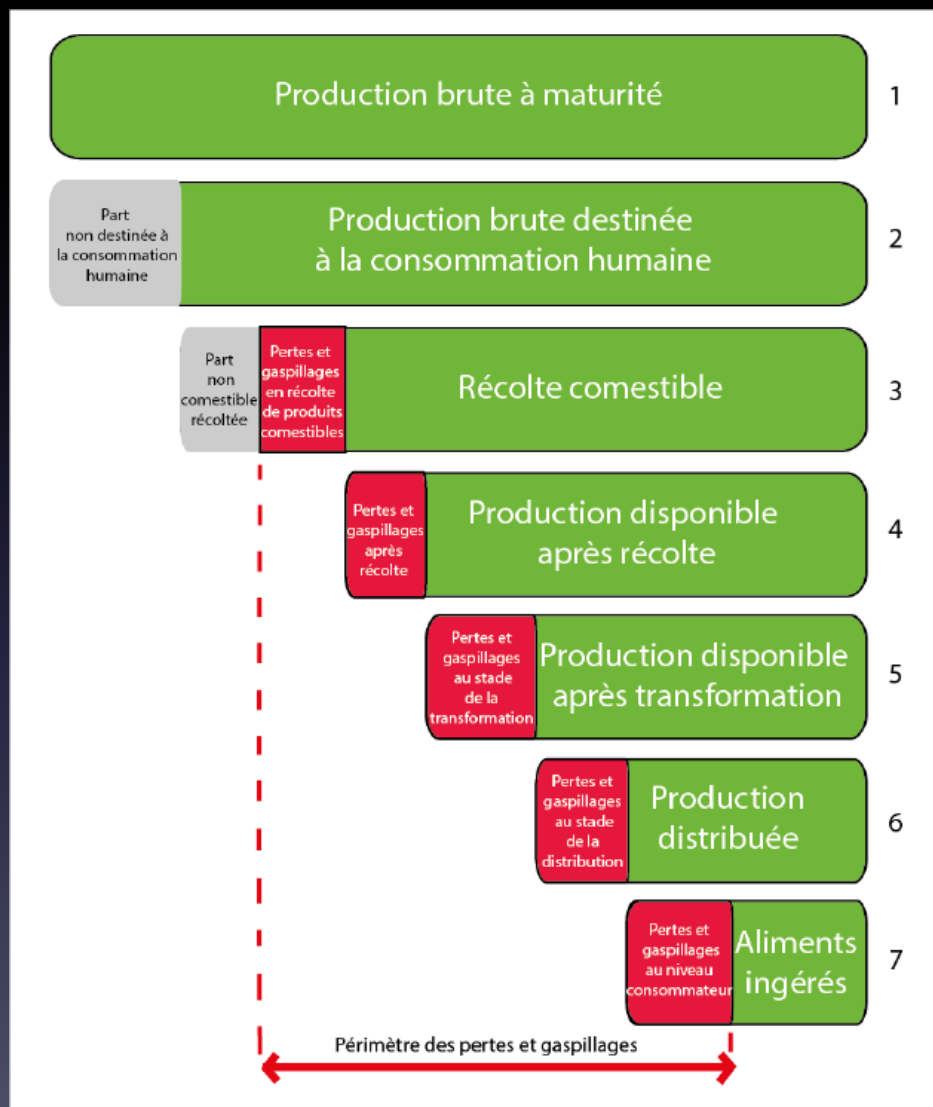 Production brute à maturité
1
Part
non destinée à
la consommation
humaine
Production brute destinée
à la consommation humaine
2
Part
non
comestible
récoltée
Pertes et
gaspillages
en récolte
de produits
comestibles
Récolte comestible
3
Pertes et
gaspillages
après
récolte
Production disponible
après récolte
4
Pertes et
gaspillages
au stade
de la
transformation
Production disponible
après transformation
5
Pertes et
gaspillages
au stade
de la
distribution
Production
distribuée
6
Pertes et
gaspillages
au niveau
consommateur
Aliments
ingérés
7
Périmètre des pertes et gaspillages